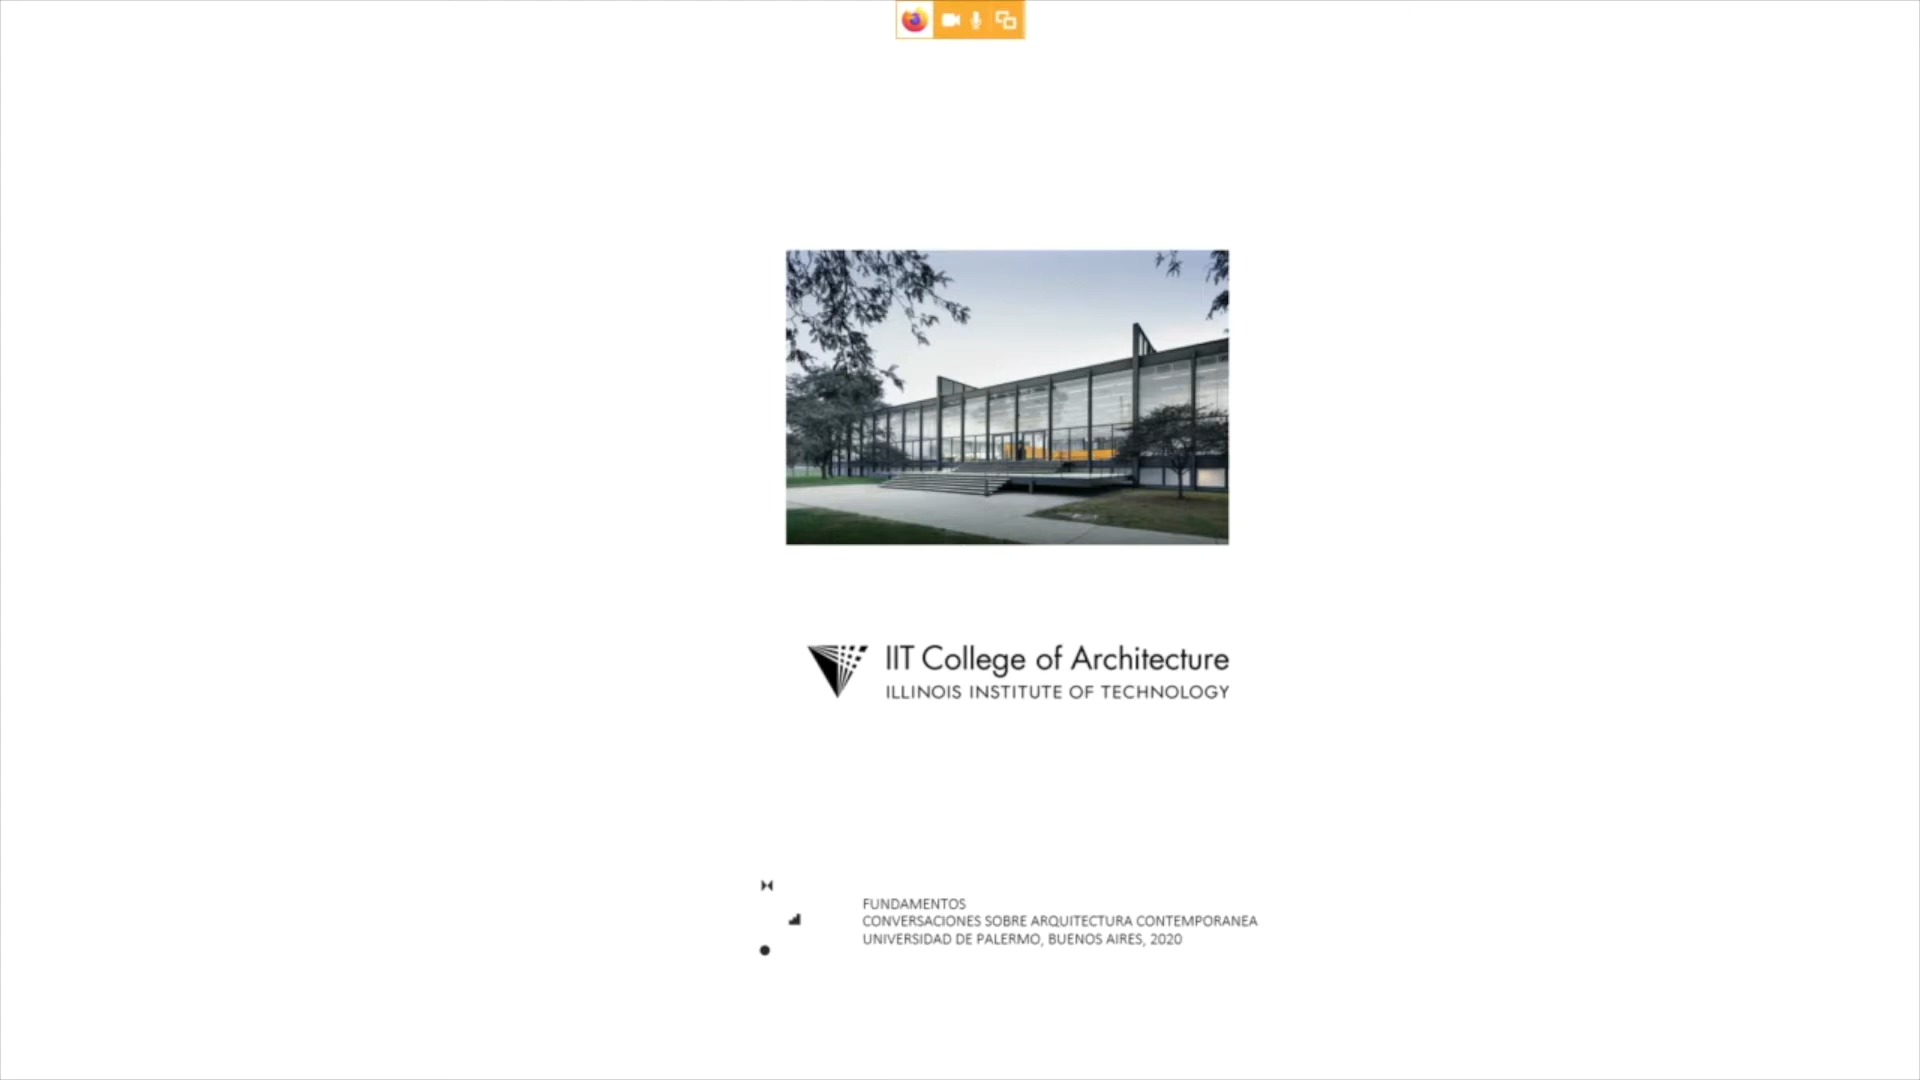 IIT College of Architecture
ILLINOIS INSTITUTE OF TECHNOLOGY
FUNDAMENTOS
CONVERSACIONES SOBRE ARQUITECTURA CONTEMPORANEA
UNIVERSIDAD DE PALERMO, BUENOS AIRES, 2020